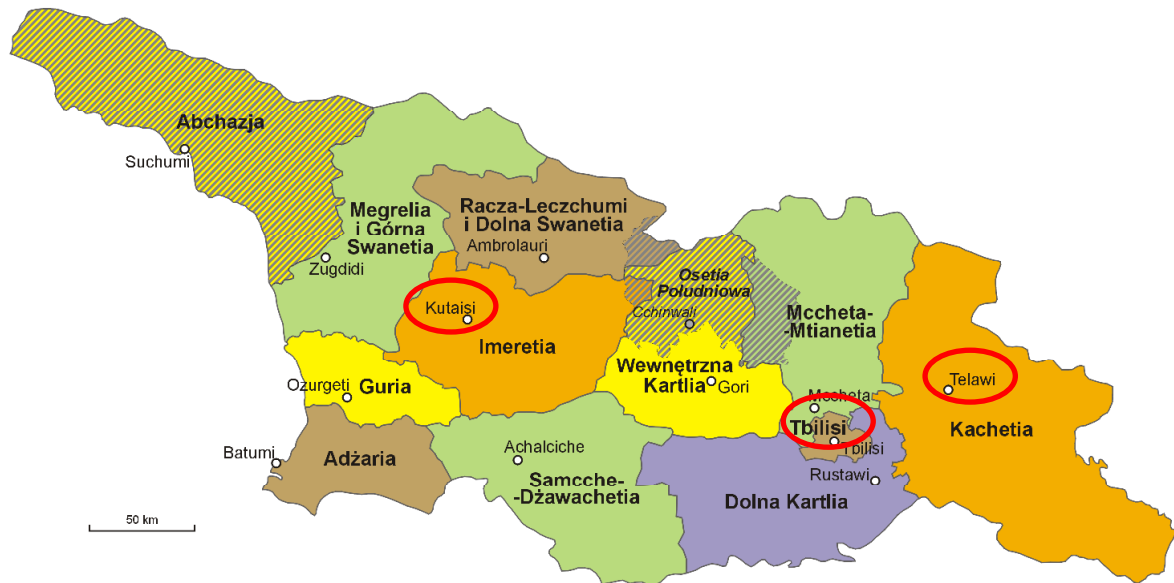 Abchazja
Suchumi
Megrelia
i Górna
Swanetia
Zugdidi
Racza-Leczchumi
i Dolna Swanetia
Ambrolauri
Kutaisi
Imeretia
Osetia
Południowa
Cchinwali
Mccheta-
-Mtianetia
Wewnętrzna
Kartlia
Gori
Mccheta
Tbilisi
Tbilisi
Rustawi
Telawi
Kachetia
Ozurgeti
Guria
Batumi
Adżaria
Achalciche
Samcche-
-Dżawachetia
Dolna Kartlia
50 km